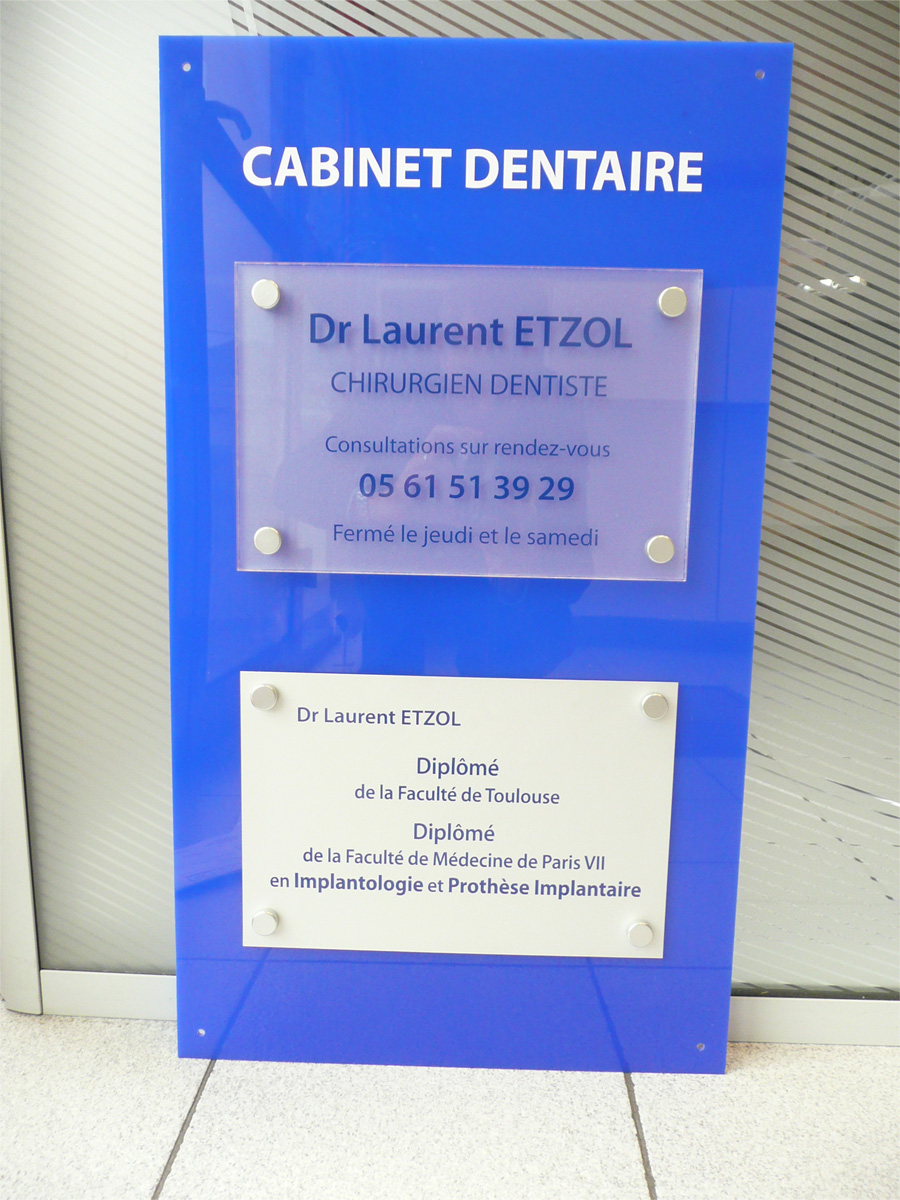 CABINET DENTAIRE
Dr Laurent ETZOL
CHIRURGIEN DENTISTE
Consultations sur rendez-vous
05 61 51 39 29
Fermé le jeudi et le samedi
Dr Laurent ETZOL
Diplômé
de la Faculté de Toulouse
Diplômé
de la Faculté de Médecine de Paris VII
en Implantologie et Prothèse Implantaire